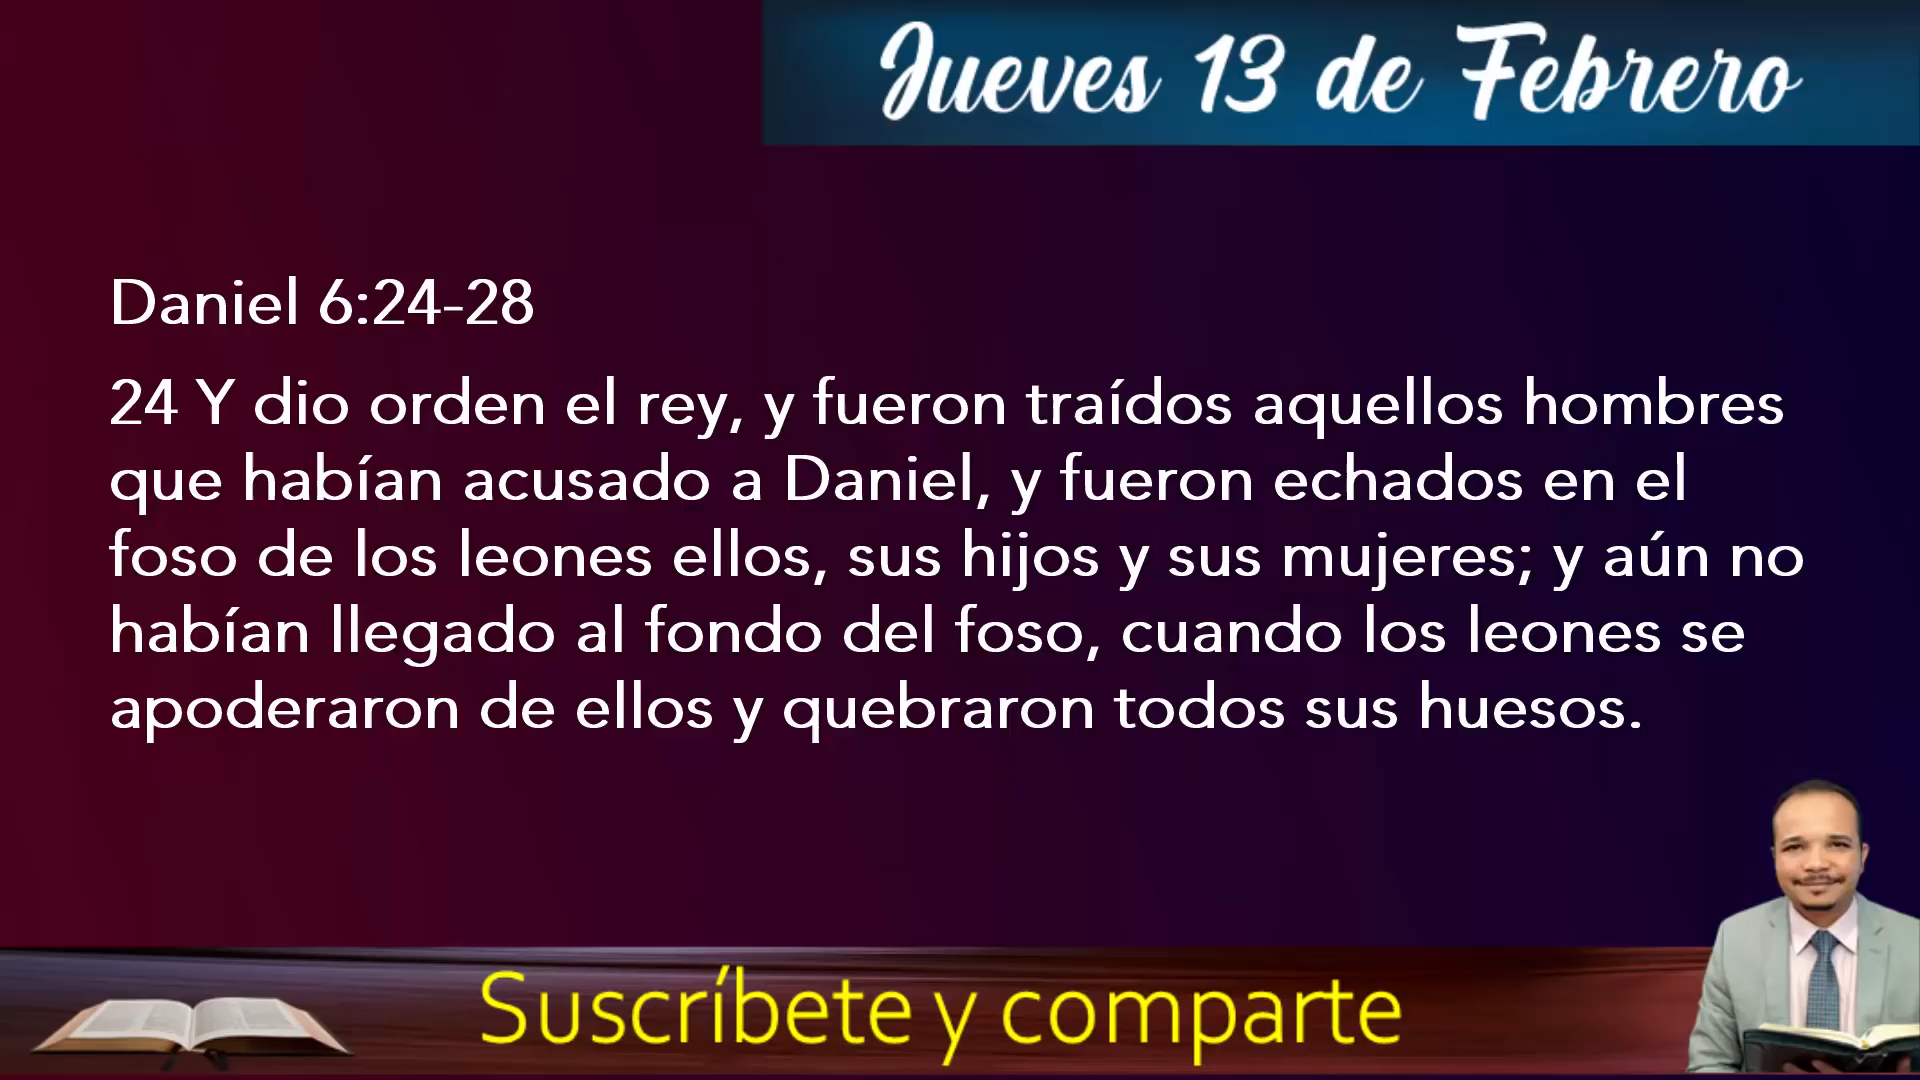 Jueves 13 de Febrero
Daniel 6:24-28
24 Y dio orden el rey, y fueron traídos aquellos hombres
que habían acusado a Daniel, y fueron echados en el
foso de los leones ellos, sus hijos y sus mujeres; y aún no
habían llegado al fondo del foso, cuando los leones se
apoderaron de ellos y quebraron todos sus huesos.
Suscríbete y comparte